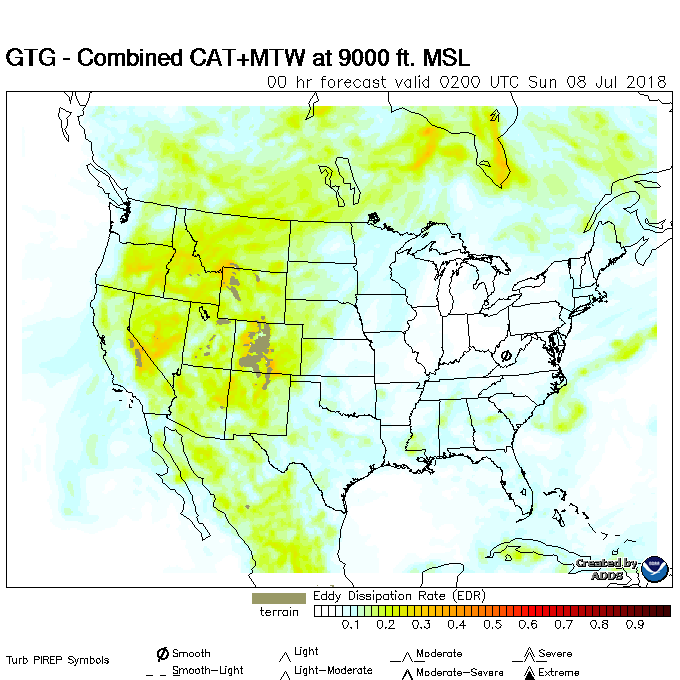 GTG - Combined CAT+MTW at 9000 ft. MSL
00 hr forecast valid 0200 UTC Sun 08 Jul 2018
Created by
ADDS
Eddy Dissipation Rate (EDR)
terrain
0.1 0.2 0.3 0.4 0.5 0.6 0.7 0.8 0.9
Turb PIREP Symbols
Smooth
Light
Moderate
Severe
Smooth-Light
Light-Moderate
Moderate-Severe
Extreme